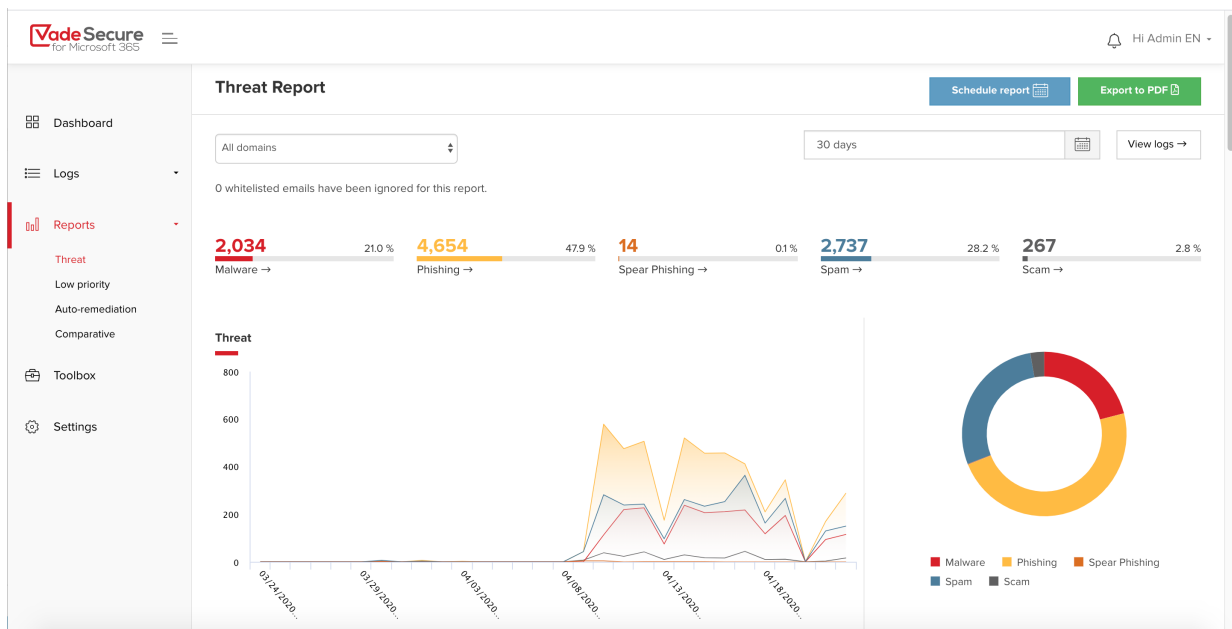 VadeSecure
for Microsoft 365
Hi Admin EN
Threat Report
Schedule report
Export to PDF
Dashboard
Logs
Reports
Threat
Low priority
Auto-remediation
Comparative
Toolbox
Settings
All domains
30 days
View logs →
0 whitelisted emails have been ignored for this report.
2,034 21.0 %
Malware →
4,654 47.9 %
Phishing →
14 0.1 %
Spear Phishing →
2,737 28.2 %
Spam →
267 2.8 %
Scam →
Threat
800
600
400
200
0
03/24/2020...
03/29/2020...
04/03/2020...
04/08/2020...
04/13/2020...
04/18/2020...
Malware Phishing Spear Phishing
Spam Scam